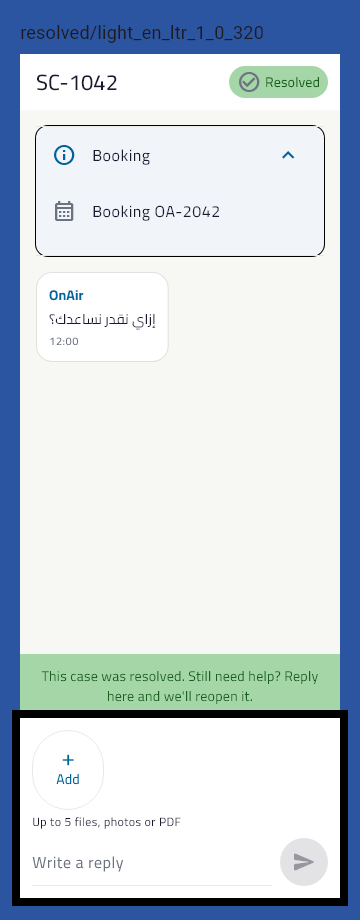 resolved/light_en_ltr_1_0_320
SC-1042
Resolved
Booking
Booking OA-2042
OnAir
إزاي نقدر نساعدك؟
12:00
This case was resolved. Still need help? Reply
here and we'll reopen it.
Add
Up to 5 files, photos or PDF
Write a reply